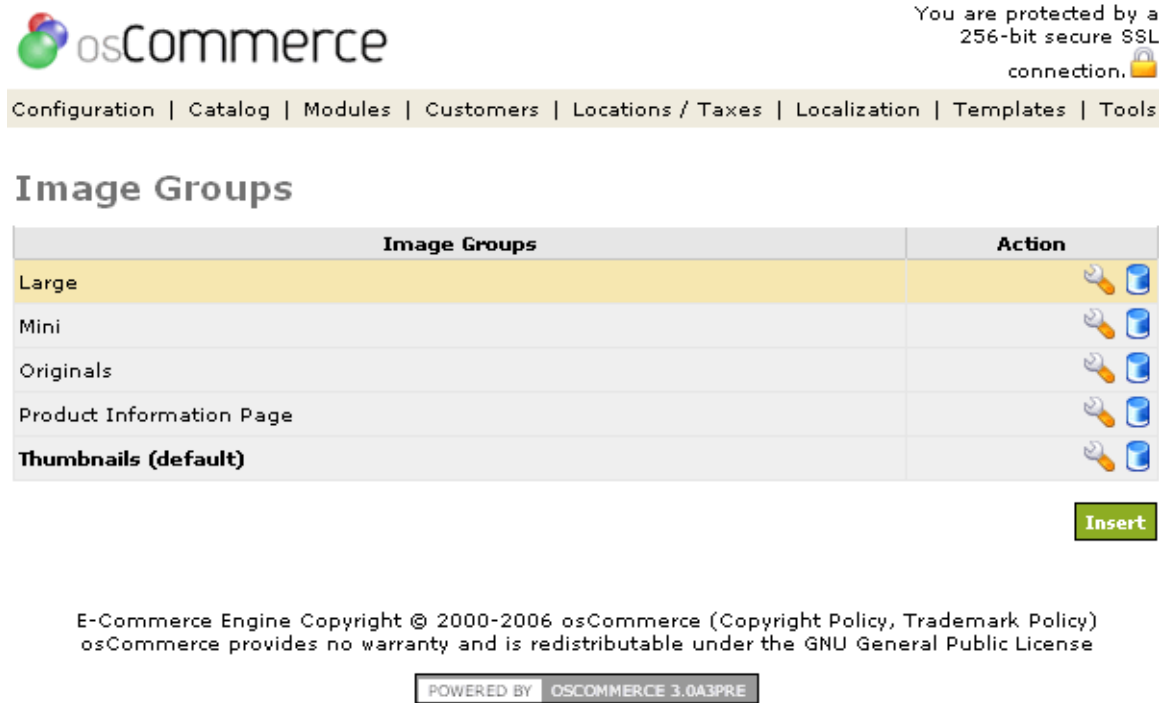 osCommerce
You are protected by a
256-bit secure SSL
connection.
Configuration | Catalog | Modules | Customers | Locations / Taxes | Localization | Templates | Tools
Image Groups
Image Groups Action
Large
Mini
Originals
Product Information Page
Thumbnails (default)
Insert
E-Commerce Engine Copyright © 2000-2006 osCommerce (Copyright Policy, Trademark Policy)
osCommerce provides no warranty and is redistributable under the GNU General Public License
POWERED BY OSCOMMERCE 3.0A3PRE